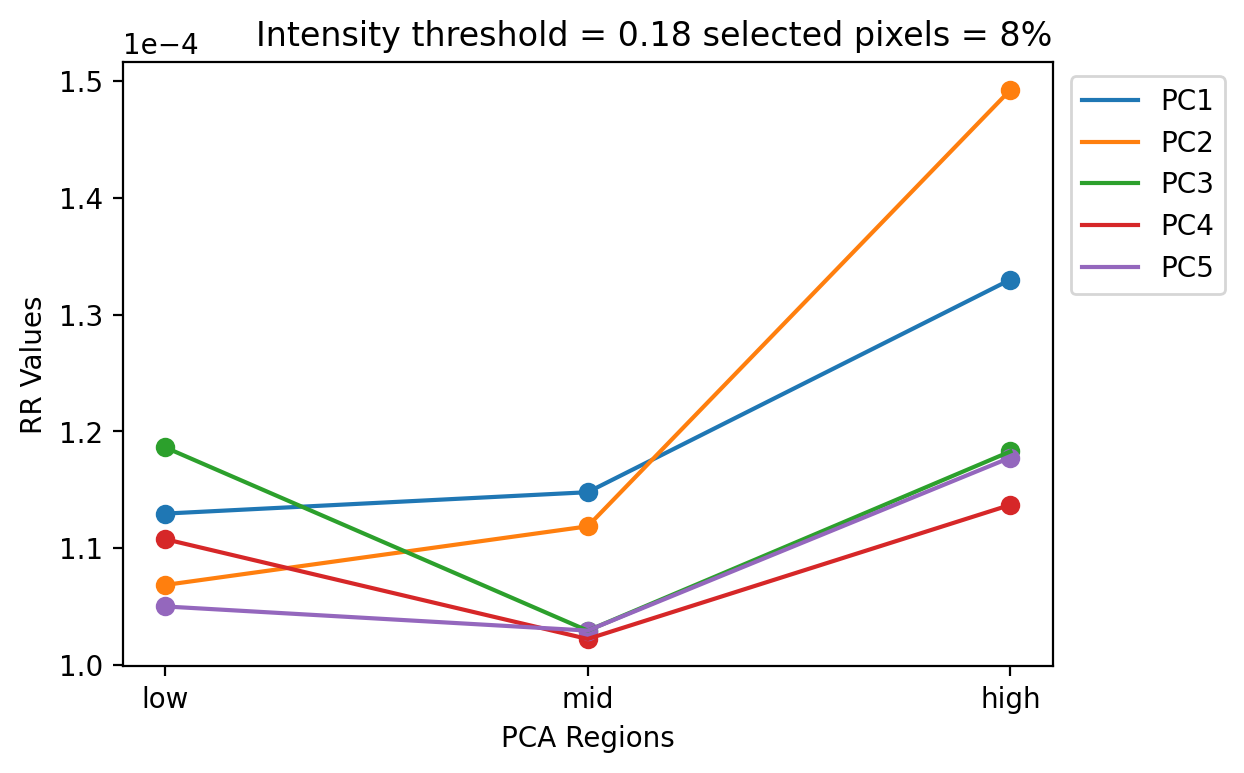 Intensity threshold = 0.18 selected pixels = 8%
1e−4
1.5
1.4
1.3
1.2
1.1
1.0
RR Values
low mid high
PCA Regions
PC1
PC2
PC3
PC4
PC5